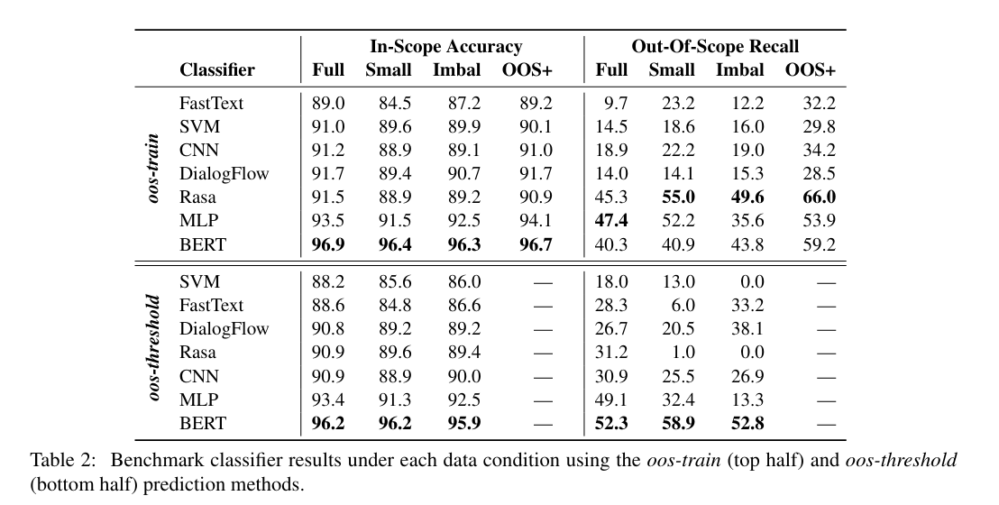 In-Scope Accuracy Out-Of-Scope Recall
Classifier Full Small Imbal OOS+ Full Small Imbal OOS+
oos-train
FastText 89.0 84.5 87.2 89.2 9.7 23.2 12.2 32.2
SVM 91.0 89.6 89.9 90.1 14.5 18.6 16.0 29.8
CNN 91.2 88.9 89.1 91.0 18.9 22.2 19.0 34.2
DialogFlow 91.7 89.4 90.7 91.7 14.0 14.1 15.3 28.5
Rasa 91.5 88.9 89.2 90.9 45.3 55.0 49.6 66.0
MLP 93.5 91.5 92.5 94.1 47.4 52.2 35.6 53.9
BERT 96.9 96.4 96.3 96.7 40.3 40.9 43.8 59.2
oos-threshold
SVM 88.2 85.6 86.0 — 18.0 13.0 0.0 —
FastText 88.6 84.8 86.6 — 28.3 6.0 33.2 —
DialogFlow 90.8 89.2 89.2 — 26.7 20.5 38.1 —
Rasa 90.9 89.6 89.4 — 31.2 1.0 0.0 —
CNN 90.9 88.9 90.0 — 30.9 25.5 26.9 —
MLP 93.4 91.3 92.5 — 49.1 32.4 13.3 —
BERT 96.2 96.2 95.9 — 52.3 58.9 52.8 —
Table 2: Benchmark classifier results under each data condition using the oos-train (top half) and oos-threshold
(bottom half) prediction methods.